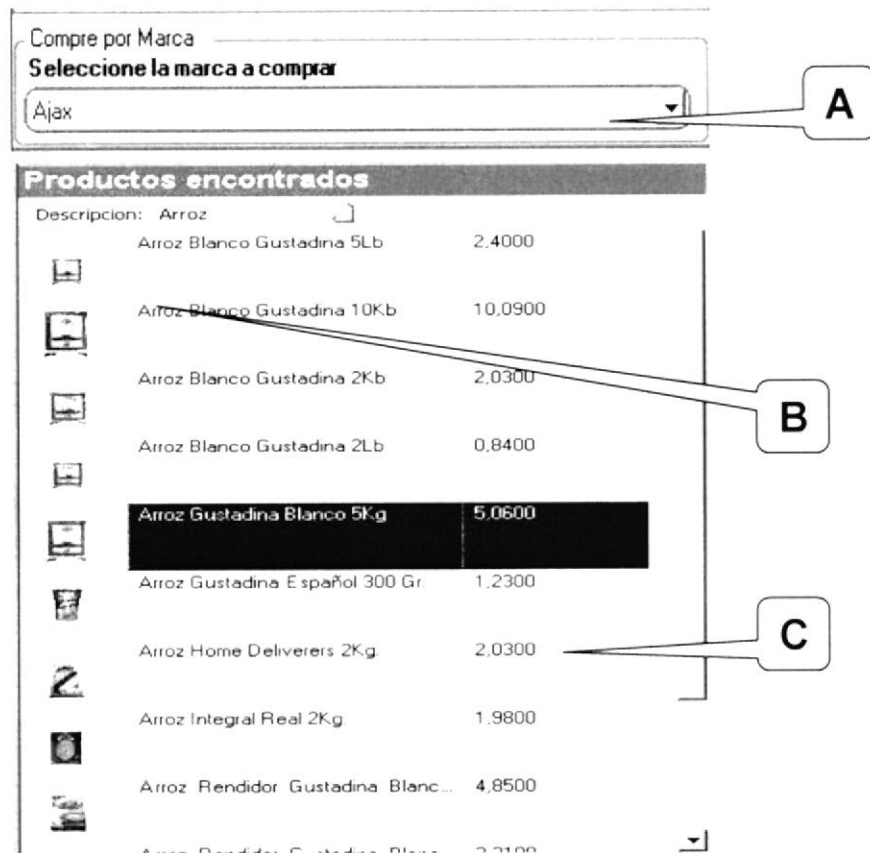 Compre por Marca
Seleccione la marca a comprar
Ajax
A
Productos encontrados
Descripcion: Arroz
Arroz Blanco Gustadina 5Lb 2,4000
Arroz Blanco Gustadina 10Kb 10,0900
Arroz Blanco Gustadina 2Kb 2,0300
B
Arroz Blanco Gustadina 2Lb 0,8400
Arroz Gustadina Blanco 5Kg 5,0600
Arroz Gustadina Español 300 Gr. 1,2300
C
Arroz Home Deliverers 2Kg. 2,0300
Arroz Integral Real 2Kg 1,9800
Arroz Rendidor Gustadina Blanc... 4,8500